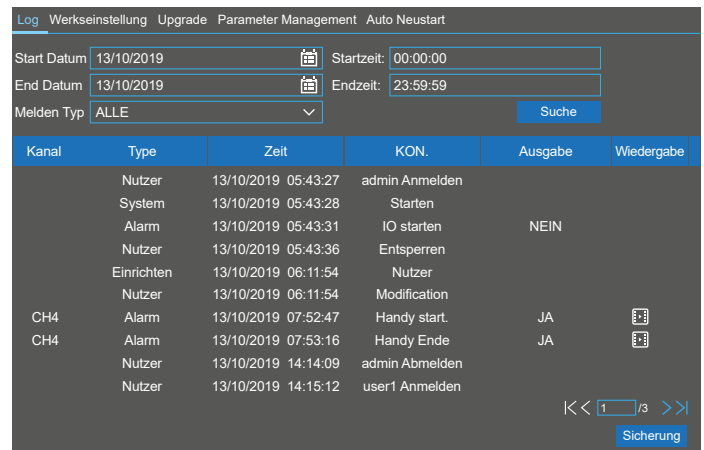 Log Werkseinstellung Upgrade Parameter Management Auto Neustart
Start Datum 13/10/2019 Startzeit: 00:00:00
End Datum 13/10/2019 Endzeit: 23:59:59
Melden Typ ALLE Suche
Kanal Type Zeit KON. Ausgabe Wiedergabe
Nutzer 13/10/2019 05:43:27 admin Anmelden
System 13/10/2019 05:43:28 Starten
Alarm 13/10/2019 05:43:31 IO starten NEIN
Nutzer 13/10/2019 05:43:36 Entsperren
Einrichten 13/10/2019 06:11:54 Nutzer
Nutzer 13/10/2019 06:11:54 Modification
CH4 Alarm 13/10/2019 07:52:47 Handy start. JA
CH4 Alarm 13/10/2019 07:53:16 Handy Ende JA
Nutzer 13/10/2019 14:14:09 admin Abmelden
Nutzer 13/10/2019 14:15:12 user1 Anmelden
1 /3
Sicherung